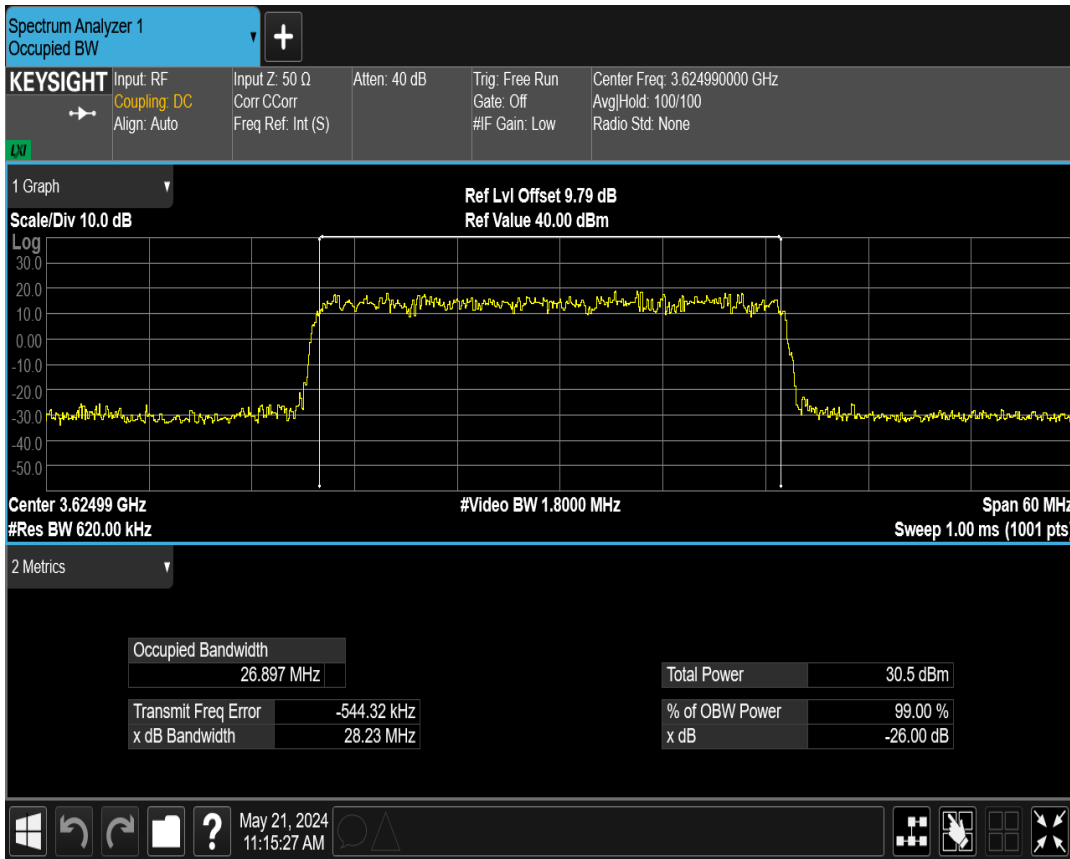 Spectrum Analyzer 1
Occupied BW
KEYSIGHT
LXI
Input: RF
Coupling: DC
Align: Auto
Input Z: 50 Ω
Corr CCorr
Freq Ref: Int (S)
Atten: 40 dB
Trig: Free Run
Gate: Off
#IF Gain: Low
Center Freq: 3.624990000 GHz
Avg|Hold: 100/100
Radio Std: None
1 Graph
Ref Lvl Offset 9.79 dB
Scale/Div 10.0 dB
Ref Value 40.00 dBm
Log
30.0
20.0
10.0
0.00
-10.0
-20.0
-30.0
-40.0
-50.0
Center 3.62499 GHz
#Video BW 1.8000 MHz
Span 60 MHz
#Res BW 620.00 kHz
Sweep 1.00 ms (1001 pts)
2 Metrics
Occupied Bandwidth
26.897 MHz
Total Power 30.5 dBm
Transmit Freq Error -544.32 kHz
% of OBW Power 99.00 %
x dB Bandwidth 28.23 MHz
x dB -26.00 dB
?
May 21, 2024
11:15:27 AM